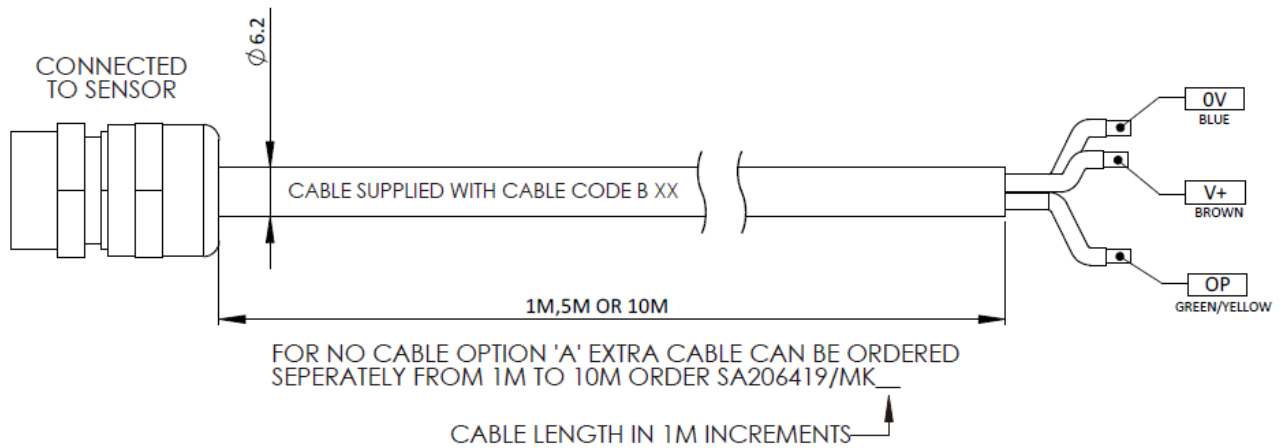 CONNECTED
TO SENSOR
Ø6.2
CABLE SUPPLIED WITH CABLE CODE B XX
0V
BLUE
V+
BROWN
OP
GREEN/YELLOW
1M,5M OR 10M
FOR NO CABLE OPTION 'A' EXTRA CABLE CAN BE ORDERED
SEPERATELY FROM 1M TO 10M ORDER SA206419/MK__
CABLE LENGTH IN 1M INCREMENTS